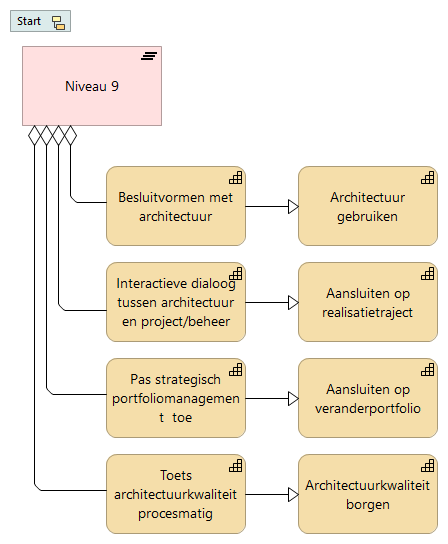 Start
Niveau 9
Besluitvormen met
architectuur
Architectuur
gebruiken
Interactieve dialoog
tussen architectuur
en project/beheer
Aansluiten op
realisatietraject
Pas strategisch
portfoliomanagemen
t toe
Aansluiten op
veranderportfolio
Toets
architectuurkwaliteit
procesmatig
Architectuurkwaliteit
borgen